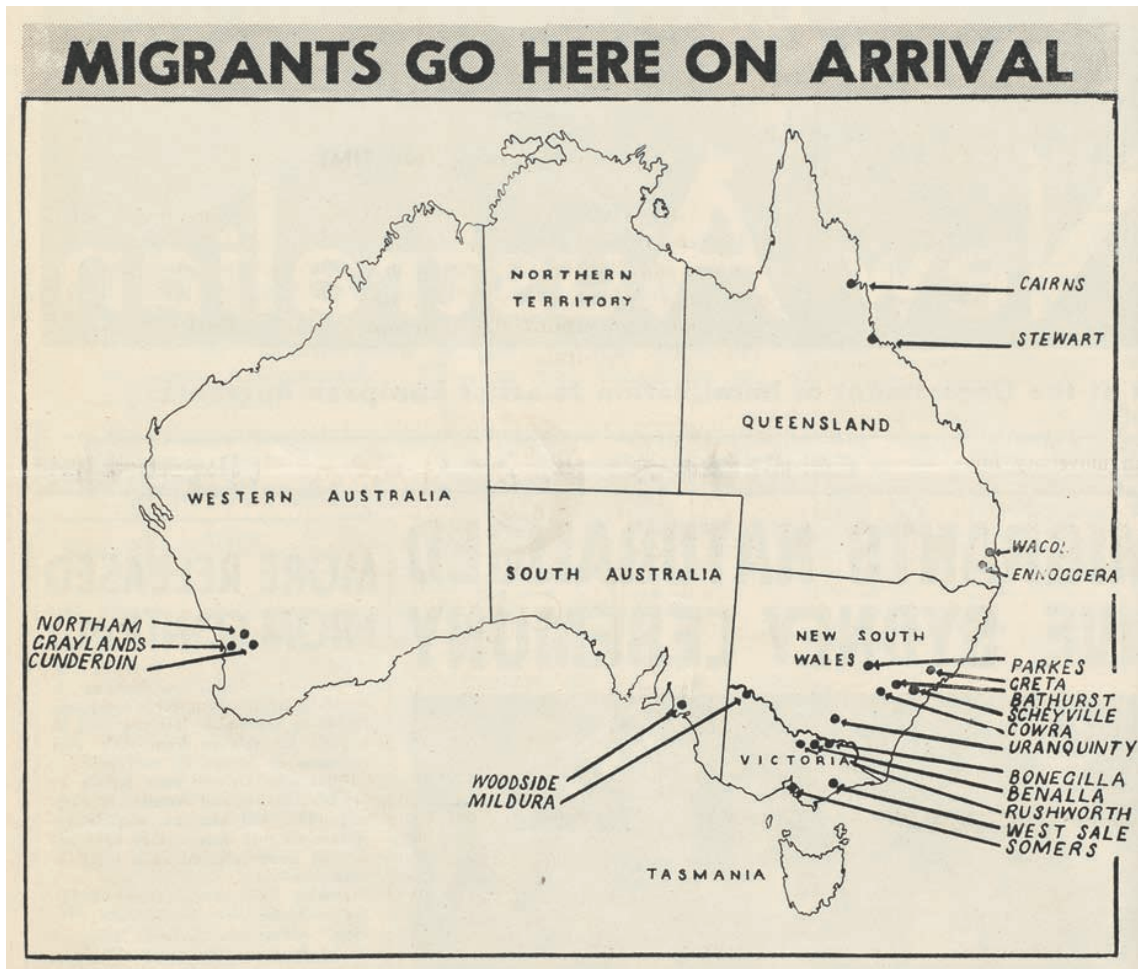 MIGRANTS GO HERE ON ARRIVAL
NORTHERN
TERRITORY
CAIRNS
STEWART
QUEENSLAND
WESTERN AUSTRALIA
SOUTH AUSTRALIA
WACOL
ENNOGGERA
NORTHAM
GRAYLANDS
CUNDERDIN
NEW SOUTH
WALES
PARKES
GRETA
BATHURST
SCHEYVILLE
COWRA
URANQUINTY
WOODSIDE
MILDURA
VICTORIA
BONEGILLA
BENALLA
RUSHWORTH
WEST SALE
SOMERS
TASMANIA